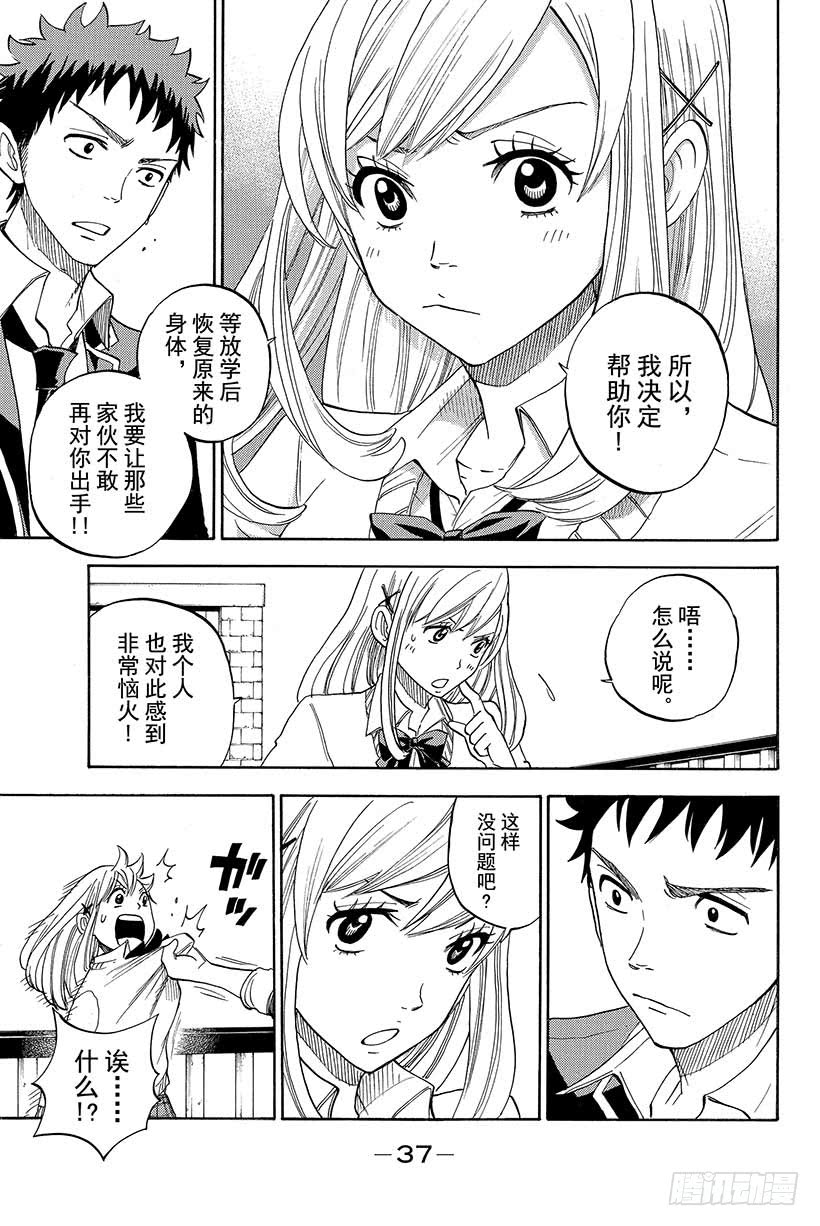 所以，
我决定
帮助你！
等放学后
恢复原来的
身体，
我要让那些
家伙不敢
再对你出手！！
唔……
怎么说呢。
我个人
也对此感到
非常恼火！
这样
没问题吧？
ガッ
诶……
什么！？
—37—
腾讯动漫